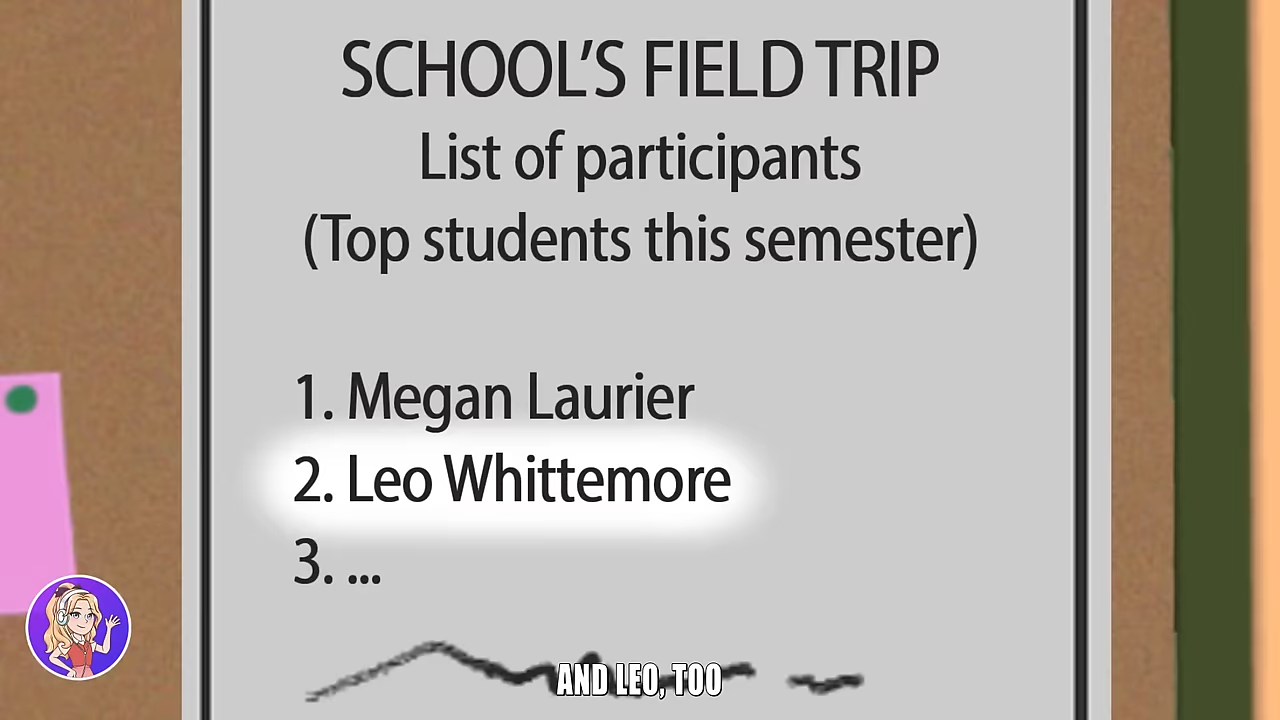 SCHOOL'S FIELD TRIP
List of participants
(Top students this semester)
1. Megan Laurier
2. Leo Whittemore
3. ...
AND LEO, TOO